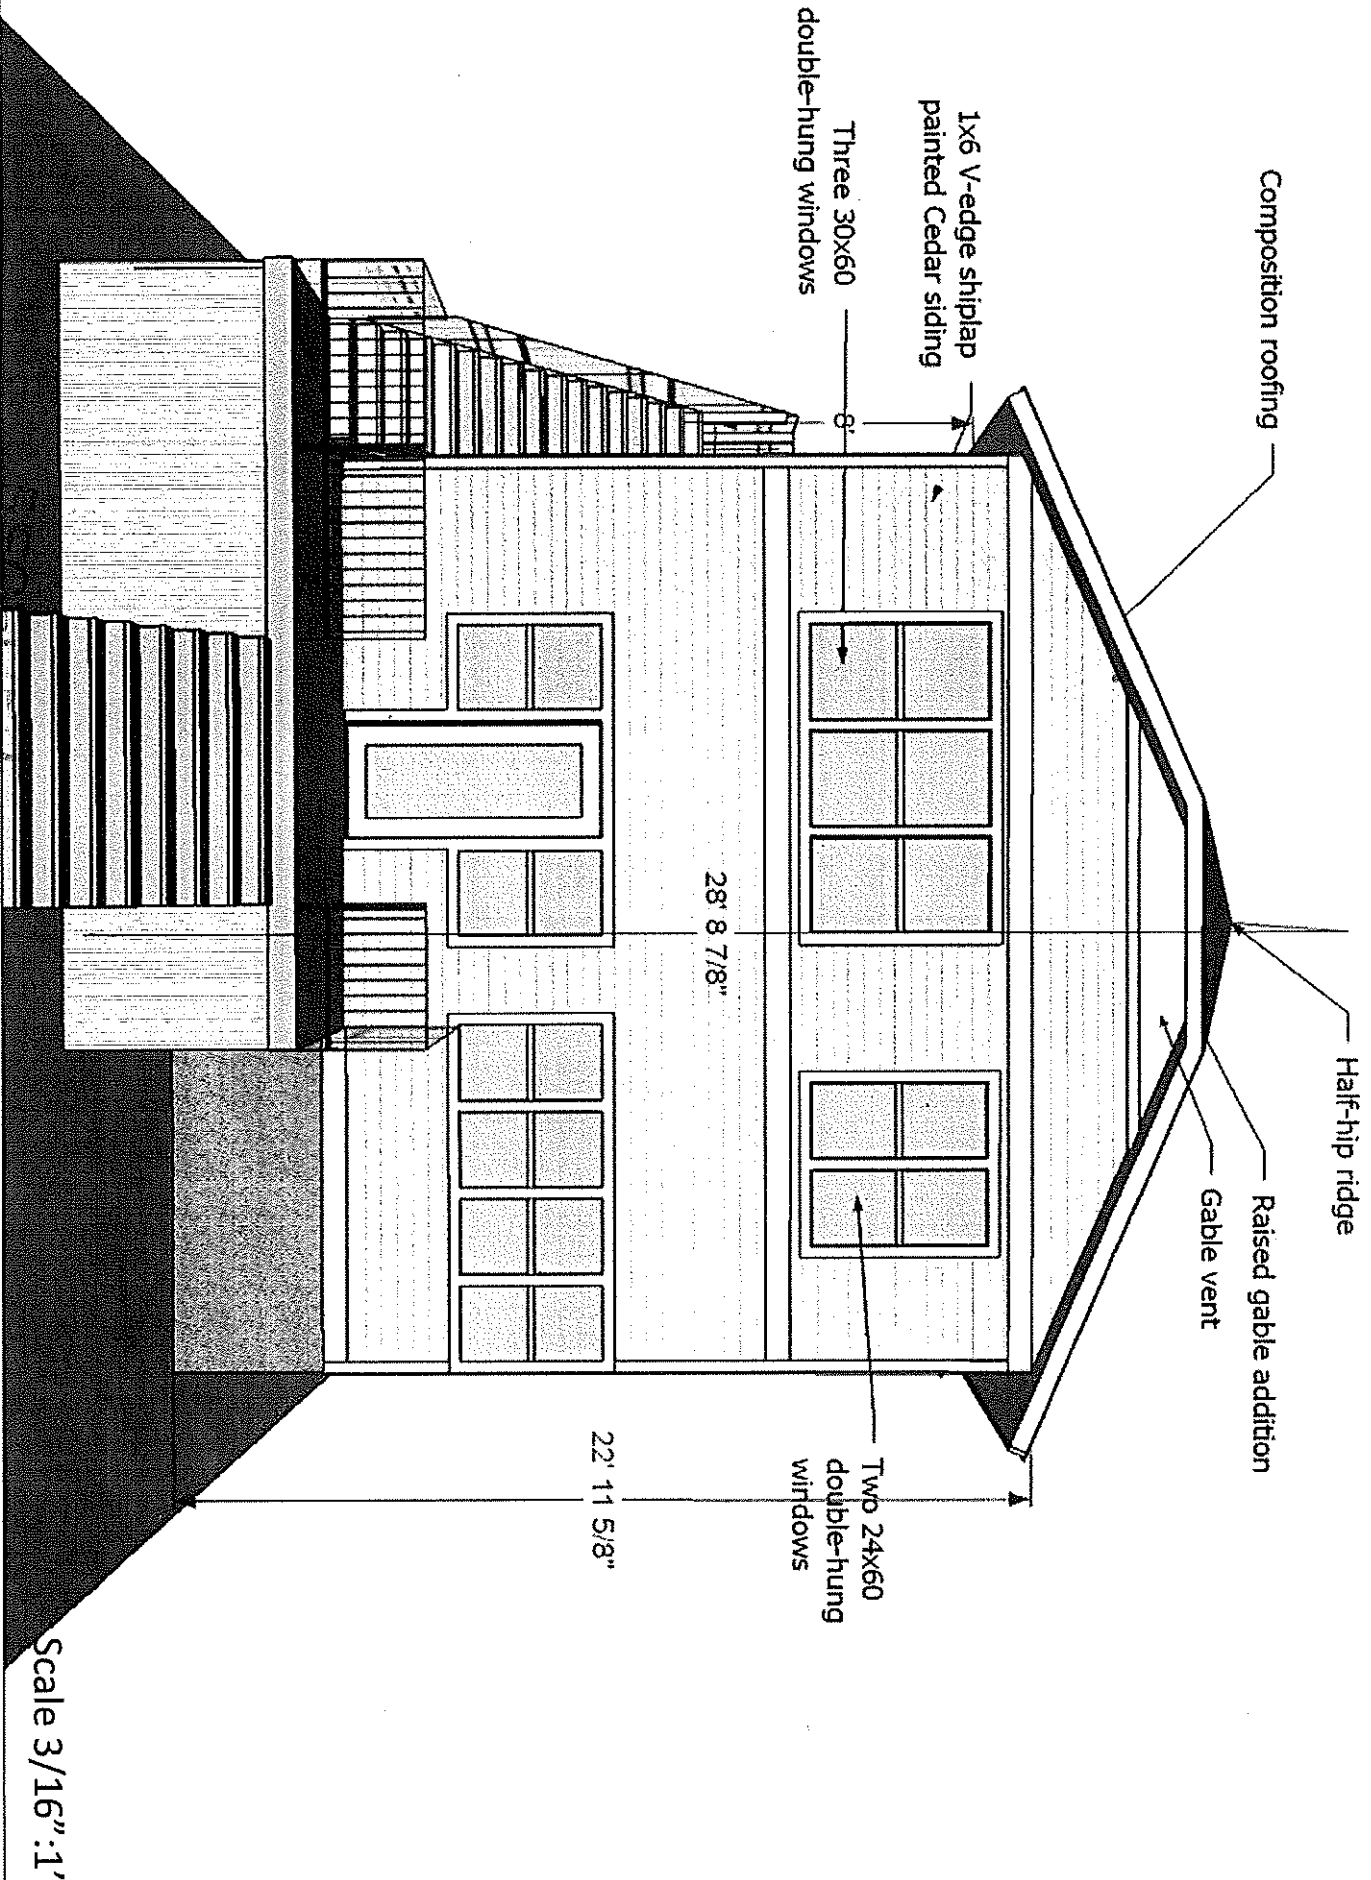 Half-hip ridge
Raised gable addition
Gable vent
Composition roofing
1x6 V-edge shiplap
painted Cedar siding
Three 30x60
double-hung windows
8'
Two 24x60
double-hung
windows
28' 8 7/8"
22' 11 5/8"
Scale 3/16":1'